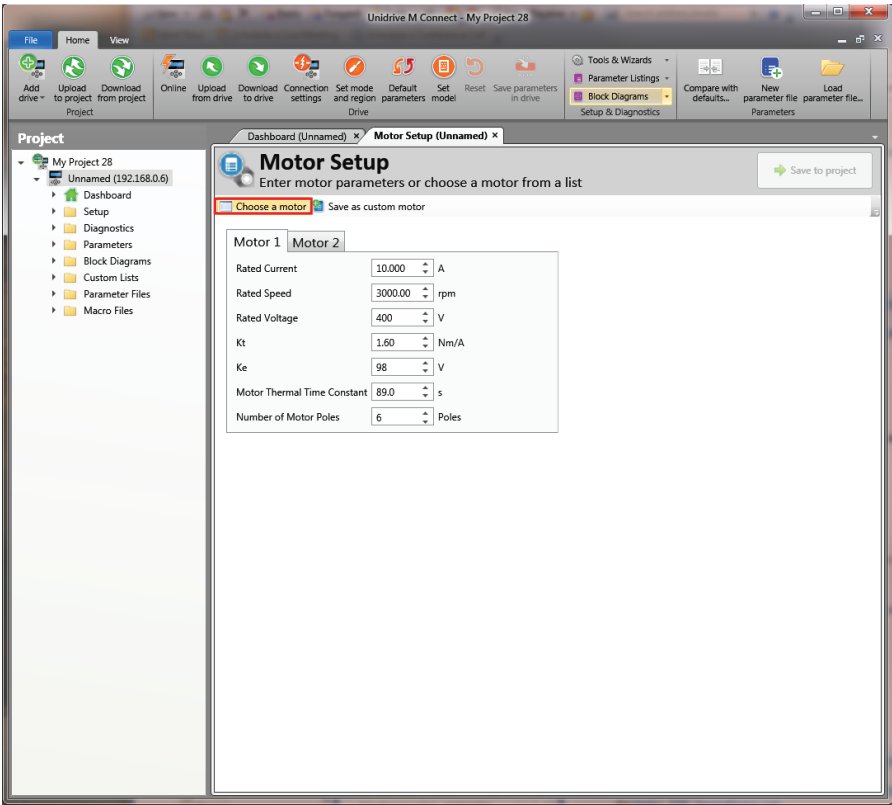 Unidrive M Connect - My Project 28
File Home View
Add drive
Upload to project
Download from project
Project
Online
Upload from drive
Download to drive
Connection settings
Set mode and region
Default parameters
Set model
Reset
Save parameters in drive
Drive
Tools & Wizards
Parameter Listings
Block Diagrams
Setup & Diagnostics
Compare with defaults...
New parameter file
Load parameter file...
Parameters
Project
My Project 28
Unnamed (192.168.0.6)
Dashboard
Setup
Diagnostics
Parameters
Block Diagrams
Custom Lists
Parameter Files
Macro Files
Dashboard (Unnamed) × Motor Setup (Unnamed) ×
Motor Setup
Enter motor parameters or choose a motor from a list
Save to project
Choose a motor Save as custom motor
Motor 1 Motor 2
Rated Current 10.000 A
Rated Speed 3000.00 rpm
Rated Voltage 400 V
Kt 1.60 Nm/A
Ke 98 V
Motor Thermal Time Constant 89.0 s
Number of Motor Poles 6 Poles